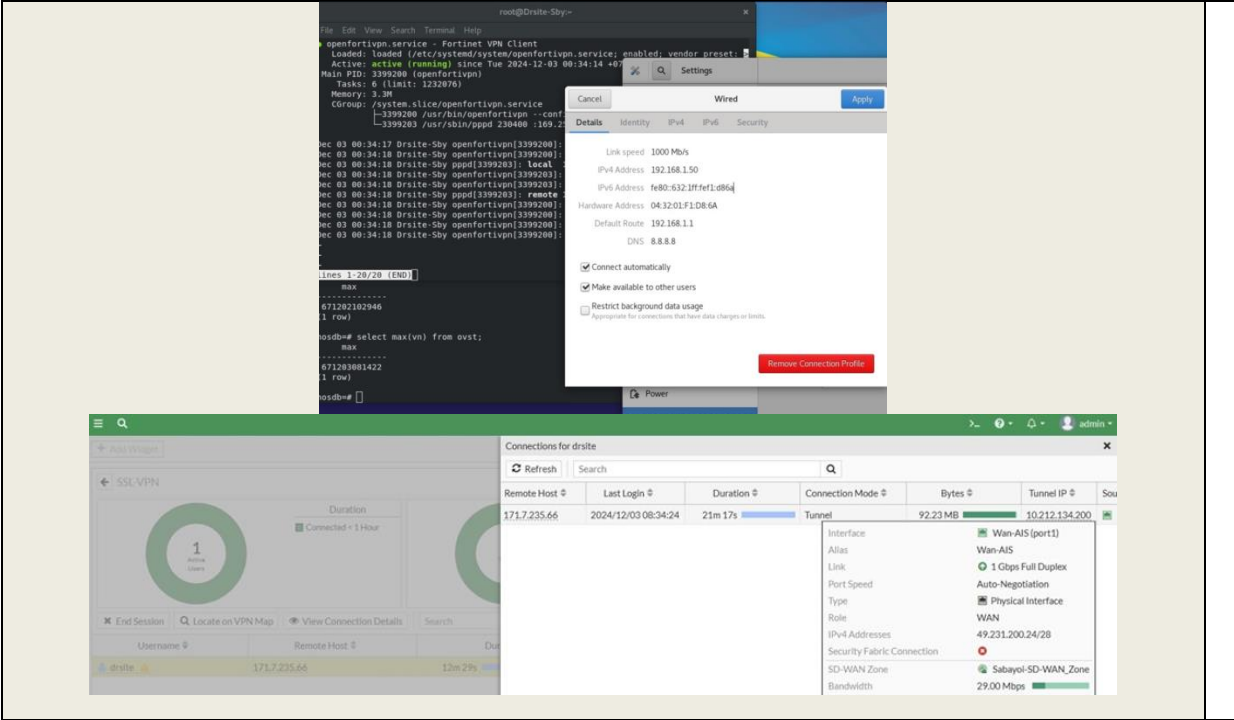 root@Drsite-Sby:~
File Edit View Search Terminal Help
openfortivpn.service - Fortinet VPN Client
Loaded: loaded (/etc/systemd/system/openfortivpn.service; enabled; vendor preset: >
Active: active (running) since Tue 2024-12-03 00:34:14 +07
Main PID: 3399200 (openfortivpn)
Tasks: 6 (limit: 1232076)
Memory: 3.3M
CGroup: /system.slice/openfortivpn.service
├─3399200 /usr/bin/openfortivpn --conf
└─3399203 /usr/sbin/pppd 230400 :169.25
Dec 03 00:34:17 Drsite-Sby openfortivpn[3399200]:
Dec 03 00:34:18 Drsite-Sby openfortivpn[3399200]:
Dec 03 00:34:18 Drsite-Sby pppd[3399203]: local
Dec 03 00:34:18 Drsite-Sby openfortivpn[3399203]:
Dec 03 00:34:18 Drsite-Sby openfortivpn[3399203]:
Dec 03 00:34:18 Drsite-Sby pppd[3399203]: remote
Dec 03 00:34:18 Drsite-Sby openfortivpn[3399200]:
Dec 03 00:34:18 Drsite-Sby openfortivpn[3399200]:
Dec 03 00:34:18 Drsite-Sby openfortivpn[3399200]:
Dec 03 00:34:18 Drsite-Sby openfortivpn[3399200]:
lines 1-20/20 (END)
max
--------------
671202102946
(1 row)
hosdb=# select max(vn) from ovst;
max
--------------
671203081422
(1 row)
hosdb=#
Settings
Cancel Wired Apply
Details Identity IPv4 IPv6 Security
Link speed 1000 Mb/s
IPv4 Address 192.168.1.50
IPv6 Address fe80::632:1ff:fef1:d86a
Hardware Address 04:32:01:F1:D8:6A
Default Route 192.168.1.1
DNS 8.8.8.8
Connect automatically
Make available to other users
Restrict background data usage
Appropriate for connections that have data charges or limits.
Remove Connection Profile
Power
admin
+ Add Widget
SSL-VPN
Duration
Connected < 1 Hour
1
Active
Users
End Session Locate on VPN Map View Connection Details Search
Username Remote Host Dur
drsite 171.7.235.66 12m 29s
Connections for drsite
Refresh Search
Remote Host Last Login Duration Connection Mode Bytes Tunnel IP Sou
171.7.235.66 2024/12/03 08:34:24 21m 17s Tunnel 92.23 MB 10.212.134.200
Interface Wan-AIS (port1)
Alias Wan-AIS
Link 1 Gbps Full Duplex
Port Speed Auto-Negotiation
Type Physical Interface
Role WAN
IPv4 Addresses 49.231.200.24/28
Security Fabric Connection
SD-WAN Zone Sabayol-SD-WAN_Zone
Bandwidth 29.00 Mbps